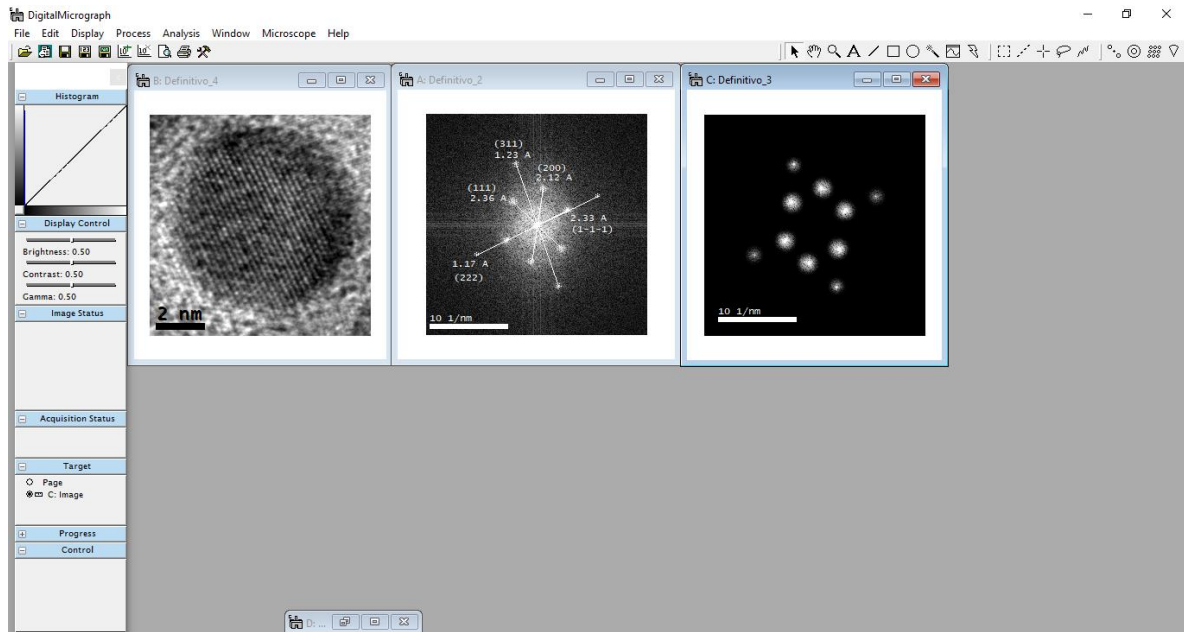 DigitalMicrograph
File Edit Display Process Analysis Window Microscope Help
B: Definitivo_4
A: Definitivo_2
C: Definitivo_3
Histogram
Display Control
Brightness: 0.50
Contrast: 0.50
Gamma: 0.50
Image Status
Acquisition Status
Target
Page
C: Image
Progress
Control
2 nm
(311)
1.23 A
(200)
2.12 A
(111)
2.36 A
2.33 A
(1-1-1)
1.17 A
(222)
10 1/nm
10 1/nm
D: ...